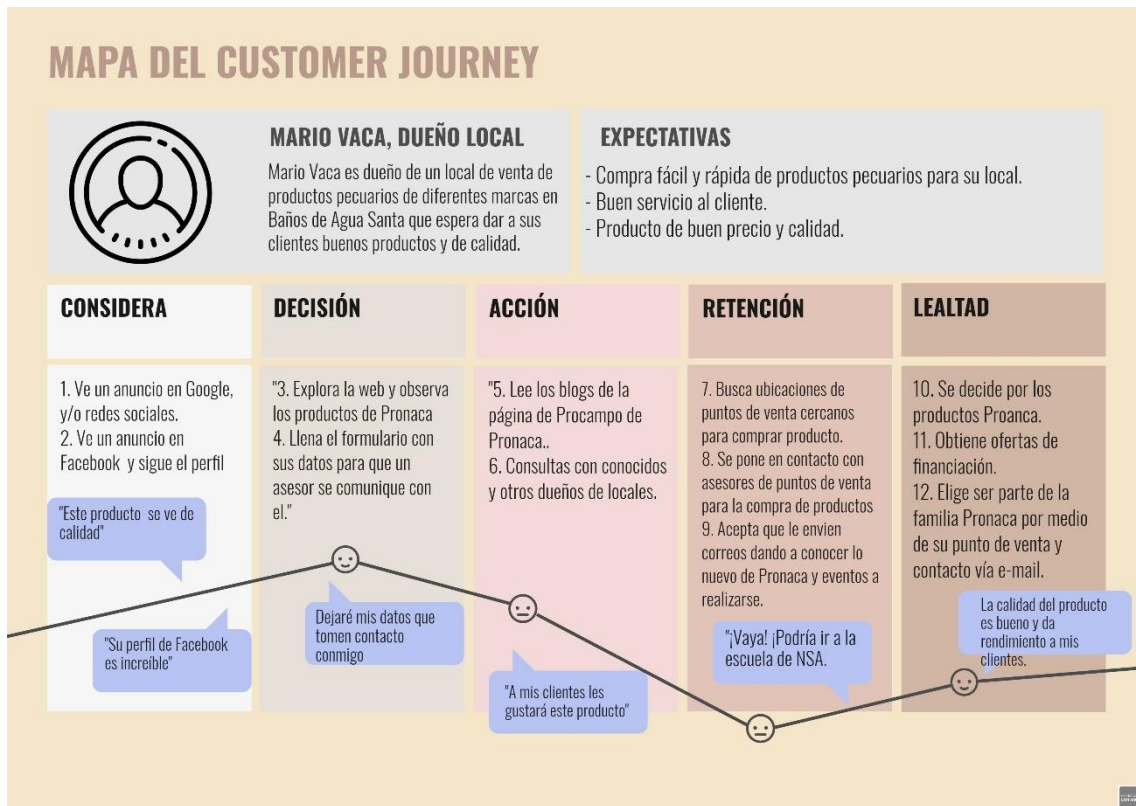 MAPA DEL CUSTOMER JOURNEY
MARIO VACA, DUEÑO LOCAL
Mario Vaca es dueño de un local de venta de
productos pecuarios de diferentes marcas en
Baños de Agua Santa que espera dar a sus
clientes buenos productos y de calidad.
EXPECTATIVAS
- Compra fácil y rápida de productos pecuarios para su local.
- Buen servicio al cliente.
- Producto de buen precio y calidad.
CONSIDERA
1. Ve un anuncio en Google,
y/o redes sociales.
2. Ve un anuncio en
Facebook y sigue el perfil
"Este producto se ve de
calidad"
"Su perfil de Facebook
es increíble"
DECISIÓN
"3. Explora la web y observa
los productos de Pronaca
4. Llena el formulario con
sus datos para que un
asesor se comunique con
el."
Dejaré mis datos que
tomen contacto
conmigo
ACCIÓN
"5. Lee los blogs de la
página de Procampo de
Pronaca..
6. Consultas con conocidos
y otros dueños de locales.
"A mis clientes les
gustará este producto"
RETENCIÓN
7. Busca ubicaciones de
puntos de venta cercanos
para comprar producto.
8. Se pone en contacto con
asesores de puntos de venta
para la compra de productos
9. Acepta que le envien
correos dando a conocer lo
nuevo de Pronaca y eventos a
realizarse.
"¡Vaya! ¡Podría ir a la
escuela de NSA.
LEALTAD
10. Se decide por los
productos Proanca.
11. Obtiene ofertas de
financiación.
12. Elige ser parte de la
familia Pronaca por medio
de su punto de venta y
contacto vía e-mail.
La calidad del producto
es bueno y da
rendimiento a mis
clientes.